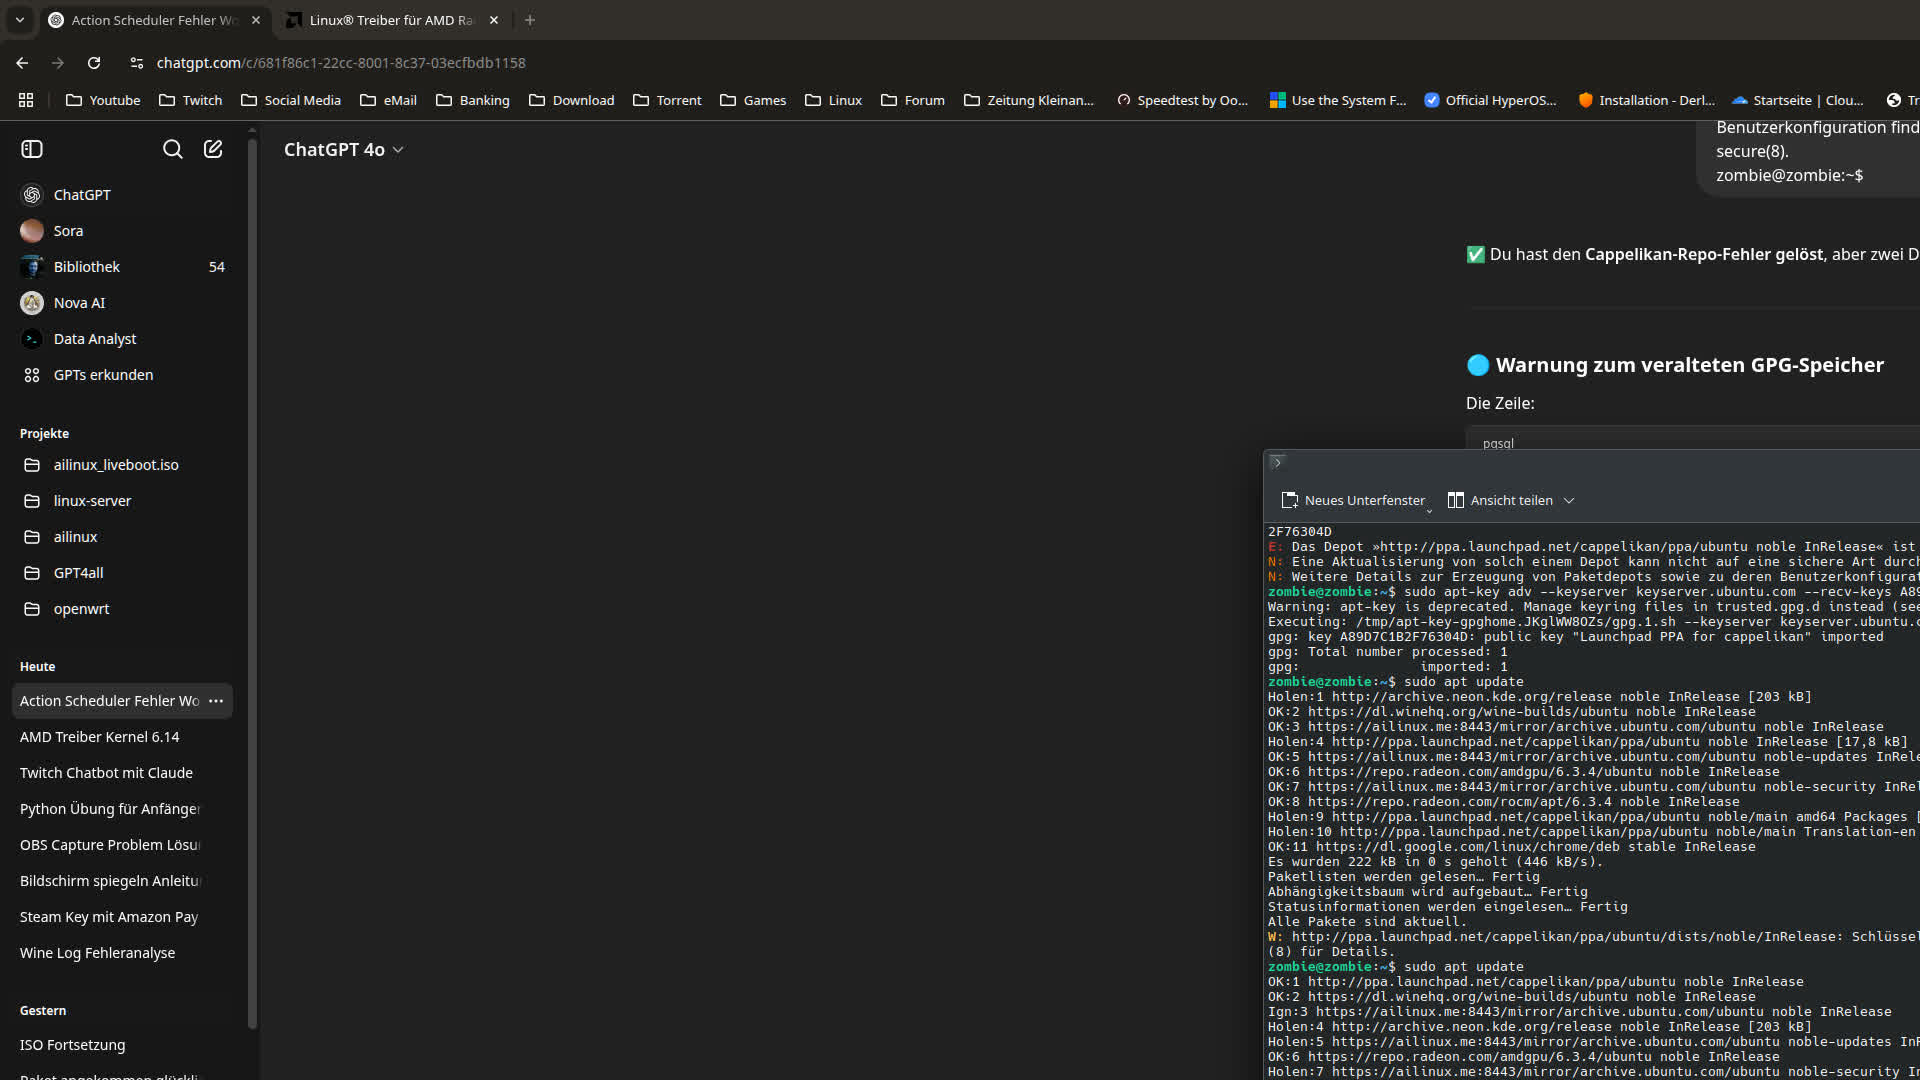 Action Scheduler Fehler Wo
Linux® Treiber für AMD Ra
chatgpt.com/c/681f86c1-22cc-8001-8c37-03ecfbdb1158
Youtube
Twitch
Social Media
eMail
Banking
Download
Torrent
Games
Linux
Forum
Zeitung Kleinan...
Speedtest by Oo...
Use the System F...
Official HyperOS...
Installation - Derl...
Startseite | Clou...
Tr
ChatGPT
Sora
Bibliothek 54
Nova AI
Data Analyst
GPTs erkunden
Projekte
ailinux_liveboot.iso
linux-server
ailinux
GPT4all
openwrt
Heute
Action Scheduler Fehler Wo
AMD Treiber Kernel 6.14
Twitch Chatbot mit Claude
Python Übung für Anfänger
OBS Capture Problem Lösu
Bildschirm spiegeln Anleitu
Steam Key mit Amazon Pay
Wine Log Fehleranalyse
Gestern
ISO Fortsetzung
Paket angekommen glückli
ChatGPT 4o
Benutzerkonfiguration find
secure(8).
zombie@zombie:~$
✅ Du hast den Cappelikan-Repo-Fehler gelöst, aber zwei D
🔵 Warnung zum veralteten GPG-Speicher
Die Zeile:
pgsql
Neues Unterfenster
Ansicht teilen
2F76304D
E: Das Depot »http://ppa.launchpad.net/cappelikan/ppa/ubuntu noble InRelease« ist
N: Eine Aktualisierung von solch einem Depot kann nicht auf eine sichere Art durch
N: Weitere Details zur Erzeugung von Paketdepots sowie zu deren Benutzerkonfigurat
zombie@zombie:~$ sudo apt-key adv --keyserver keyserver.ubuntu.com --recv-keys A89
Warning: apt-key is deprecated. Manage keyring files in trusted.gpg.d instead (see
Executing: /tmp/apt-key-gpghome.JKglWW8OZs/gpg.1.sh --keyserver keyserver.ubuntu.c
gpg: key A89D7C1B2F76304D: public key "Launchpad PPA for cappelikan" imported
gpg: Total number processed: 1
gpg:               imported: 1
zombie@zombie:~$ sudo apt update
Holen:1 http://archive.neon.kde.org/release noble InRelease [203 kB]
OK:2 https://dl.winehq.org/wine-builds/ubuntu noble InRelease
OK:3 https://ailinux.me:8443/mirror/archive.ubuntu.com/ubuntu noble InRelease
Holen:4 http://ppa.launchpad.net/cappelikan/ppa/ubuntu noble InRelease [17,8 kB]
OK:5 https://ailinux.me:8443/mirror/archive.ubuntu.com/ubuntu noble-updates InRele
OK:6 https://repo.radeon.com/amdgpu/6.3.4/ubuntu noble InRelease
OK:7 https://ailinux.me:8443/mirror/archive.ubuntu.com/ubuntu noble-security InRel
OK:8 https://repo.radeon.com/rocm/apt/6.3.4 noble InRelease
Holen:9 http://ppa.launchpad.net/cappelikan/ppa/ubuntu noble/main amd64 Packages [
Holen:10 http://ppa.launchpad.net/cappelikan/ppa/ubuntu noble/main Translation-en
OK:11 https://dl.google.com/linux/chrome/deb stable InRelease
Es wurden 222 kB in 0 s geholt (446 kB/s).
Paketlisten werden gelesen… Fertig
Abhängigkeitsbaum wird aufgebaut… Fertig
Statusinformationen werden eingelesen… Fertig
Alle Pakete sind aktuell.
W: http://ppa.launchpad.net/cappelikan/ppa/ubuntu/dists/noble/InRelease: Schlüssel
(8) für Details.
zombie@zombie:~$ sudo apt update
OK:1 http://ppa.launchpad.net/cappelikan/ppa/ubuntu noble InRelease
OK:2 https://dl.winehq.org/wine-builds/ubuntu noble InRelease
Ign:3 https://ailinux.me:8443/mirror/archive.ubuntu.com/ubuntu noble InRelease
Holen:4 http://archive.neon.kde.org/release noble InRelease [203 kB]
Holen:5 https://ailinux.me:8443/mirror/archive.ubuntu.com/ubuntu noble-updates InR
OK:6 https://repo.radeon.com/amdgpu/6.3.4/ubuntu noble InRelease
Holen:7 https://ailinux.me:8443/mirror/archive.ubuntu.com/ubuntu noble-security In